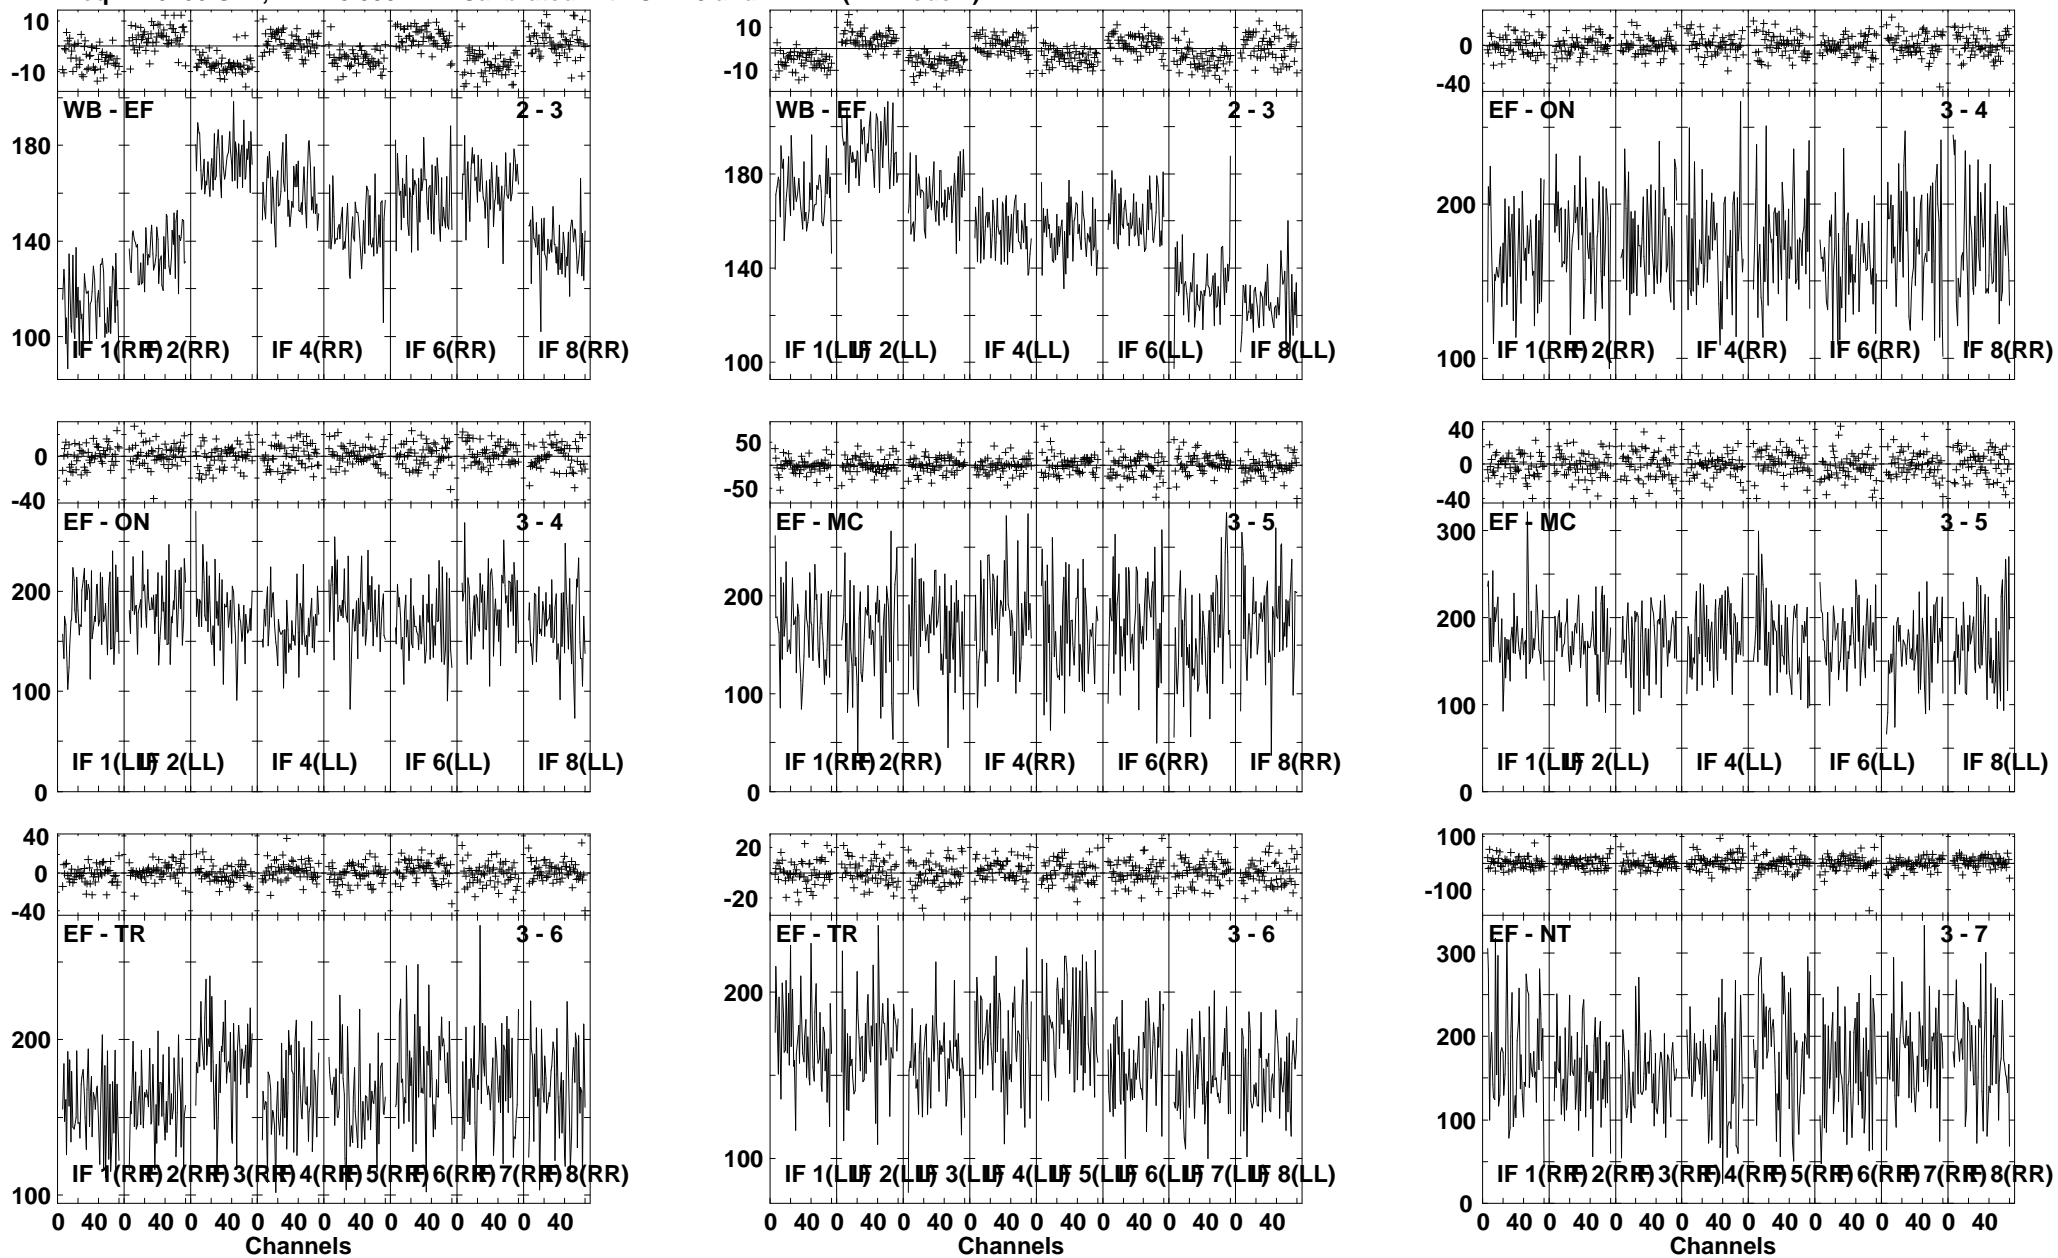 10 10
0
-10 -10 -40
WB - EF 2 - 3 WB - EF 2 - 3 EF - ON 3 - 4
180 180 200
140 140
100 100 100
IF 1(RR) IF 2(RR) IF 4(RR) IF 6(RR) IF 8(RR) IF 1(LL) IF 2(LL) IF 4(LL) IF 6(LL) IF 8(LL) IF 1(RR) IF 2(RR) IF 4(RR) IF 6(RR) IF 8(RR)
0 50 40
0
-40 -50 -40
EF - ON 3 - 4 EF - MC 3 - 5 EF - MC 3 - 5
300
200 200 200
100 100 100
IF 1(LL) IF 2(LL) IF 4(LL) IF 6(LL) IF 8(LL) IF 1(RR) IF 2(RR) IF 4(RR) IF 6(RR) IF 8(RR) IF 1(LL) IF 2(LL) IF 4(LL) IF 6(LL) IF 8(LL)
0 0 0
40 20 100
0
-40 -20 -100
EF - TR 3 - 6 EF - TR 3 - 6 EF - NT 3 - 7
300
200 200 200
100 100 100
IF 1(RR) IF 2(RR) IF 3(RR) IF 4(RR) IF 5(RR) IF 6(RR) IF 7(RR) IF 8(RR) IF 1(LL) IF 2(LL) IF 3(LL) IF 4(LL) IF 5(LL) IF 6(LL) IF 7(LL) IF 8(LL) IF 1(RR) IF 2(RR) IF 3(RR) IF 4(RR) IF 5(RR) IF 6(RR) IF 7(RR) IF 8(RR)
0
0 40 0 40 0 40 0 40 0 40 0 40 0 40 0 40 0 40 0 40 0 40 0 40 0 40 0 40 0 40 0 40 0 40 0 40 0 40 0 40 0 40 0 40 0 40 0 40
Channels Channels Channels